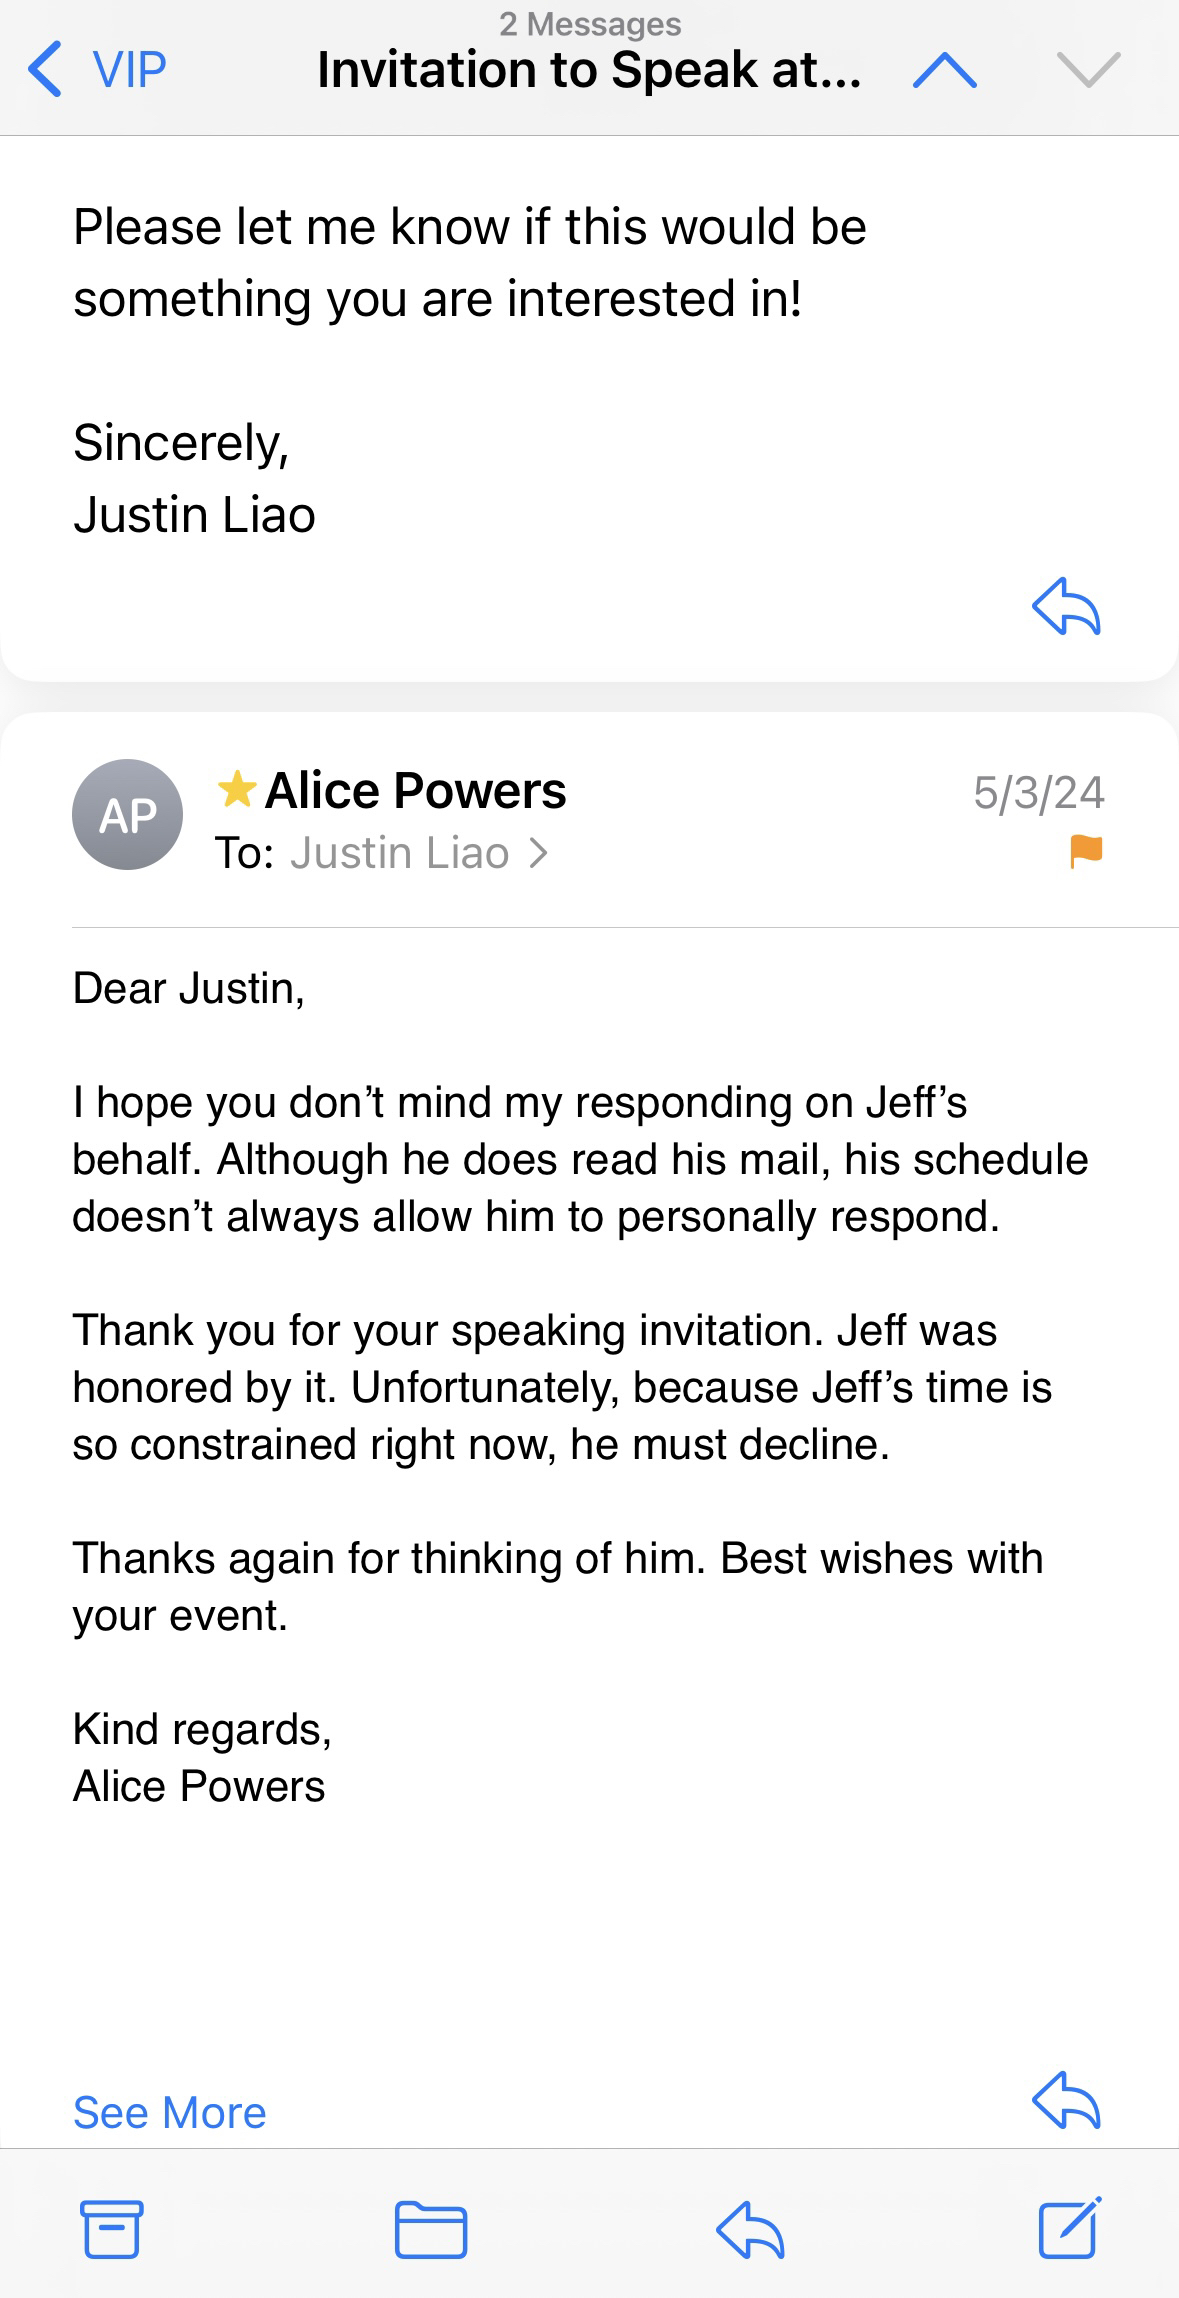 2 Messages
VIP
Invitation to Speak at...
Please let me know if this would be
something you are interested in!
Sincerely,
Justin Liao
AP
Alice Powers
5/3/24
To: Justin Liao
Dear Justin,
I hope you don’t mind my responding on Jeff’s
behalf. Although he does read his mail, his schedule
doesn’t always allow him to personally respond.
Thank you for your speaking invitation. Jeff was
honored by it. Unfortunately, because Jeff’s time is
so constrained right now, he must decline.
Thanks again for thinking of him. Best wishes with
your event.
Kind regards,
Alice Powers
See More